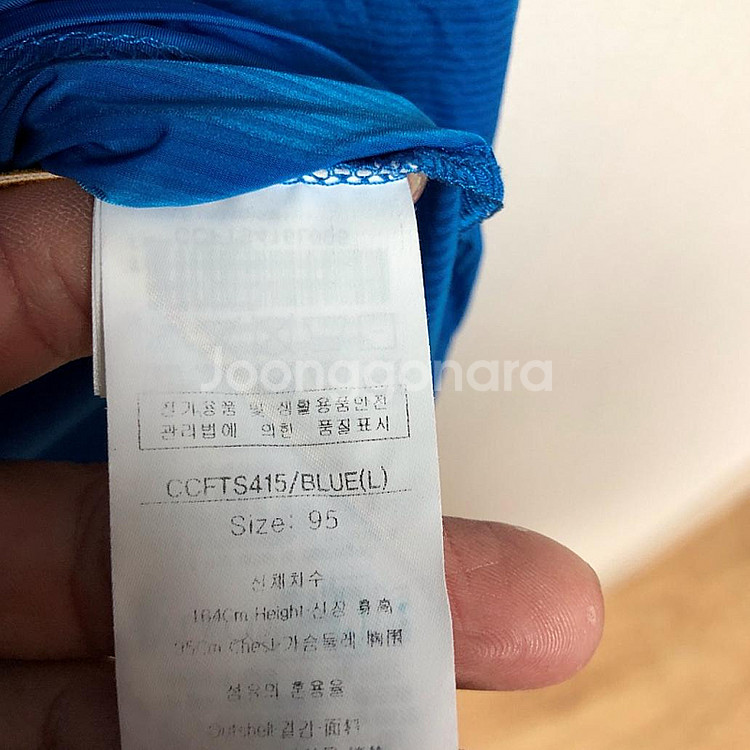 Joongonara
전기용품 및 생활용품안전
관리법에 의한 품질표시
CCFTS415/BLUE(L)
Size: 95
신체치수
164Cm Height·신장 身高
95Cm Chest·가슴둘레 胸围
섬유의 혼용율
Outshell·겉감·面料